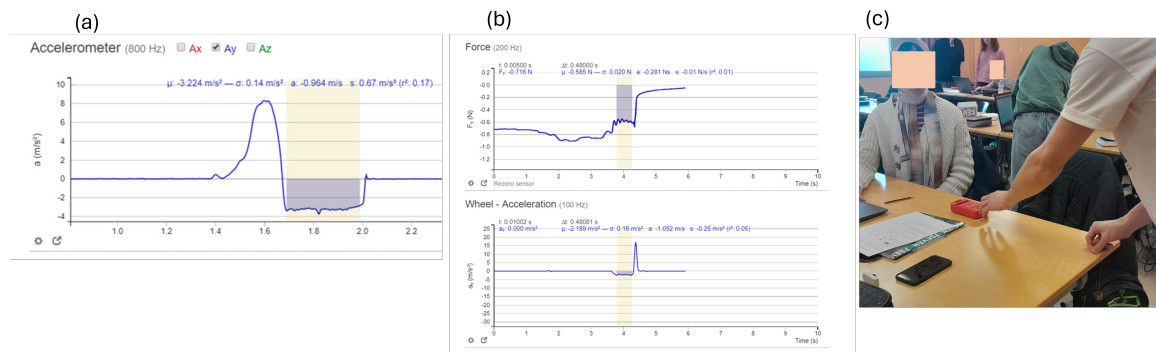 (a)
Accelerometer (800 Hz) Ax Ay Az
μ: -3.224 m/s² — σ: 0.14 m/s² a: -0.964 m/s s: 0.67 m/s³ (r²: 0.17)
a (m/s²)
10
8
6
4
2
0
-2
-4
1.0 1.2 1.4 1.6 1.8 2.0 2.2
(b)
Force (200 Hz)
t: 0.00500 s Δt: 0.48000 s
Fᵧ: -0.716 N μ: -0.585 N — σ: 0.020 N a: -0.281 Ns s: -0.01 N/s (r²: 0.01)
Fᵧ (N)
0.2
-0.0
-0.2
-0.4
-0.6
-0.8
-1.0
-1.2
0 1 2 3 4 5 6 7 8 9 10
Rezero sensor
Time (s)
Wheel - Acceleration (100 Hz)
t: 0.01002 s Δt: 0.48081 s
aᵧ: 0.000 m/s² μ: -2.189 m/s² — σ: 0.16 m/s² a: -1.052 m/s s: -0.25 m/s³ (r²: 0.05)
aᵧ (m/s²)
25
20
15
10
5
0
-5
-10
-15
-20
-25
-30
0 1 2 3 4 5 6 7 8 9 10
Time (s)
(c)